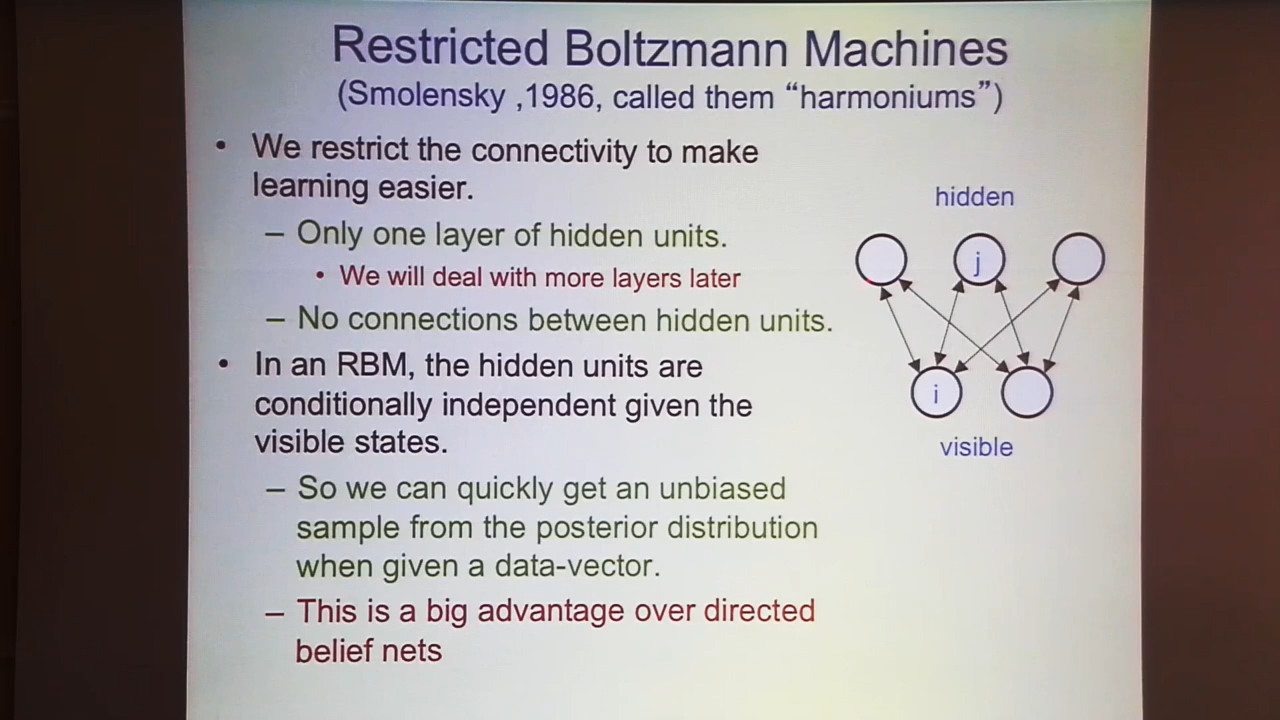 Restricted Boltzmann Machines
(Smolensky ,1986, called them “harmoniums”)
• We restrict the connectivity to make
learning easier.
– Only one layer of hidden units.
• We will deal with more layers later
– No connections between hidden units.
• In an RBM, the hidden units are
conditionally independent given the
visible states.
– So we can quickly get an unbiased
sample from the posterior distribution
when given a data-vector.
– This is a big advantage over directed
belief nets
hidden
j
i
visible